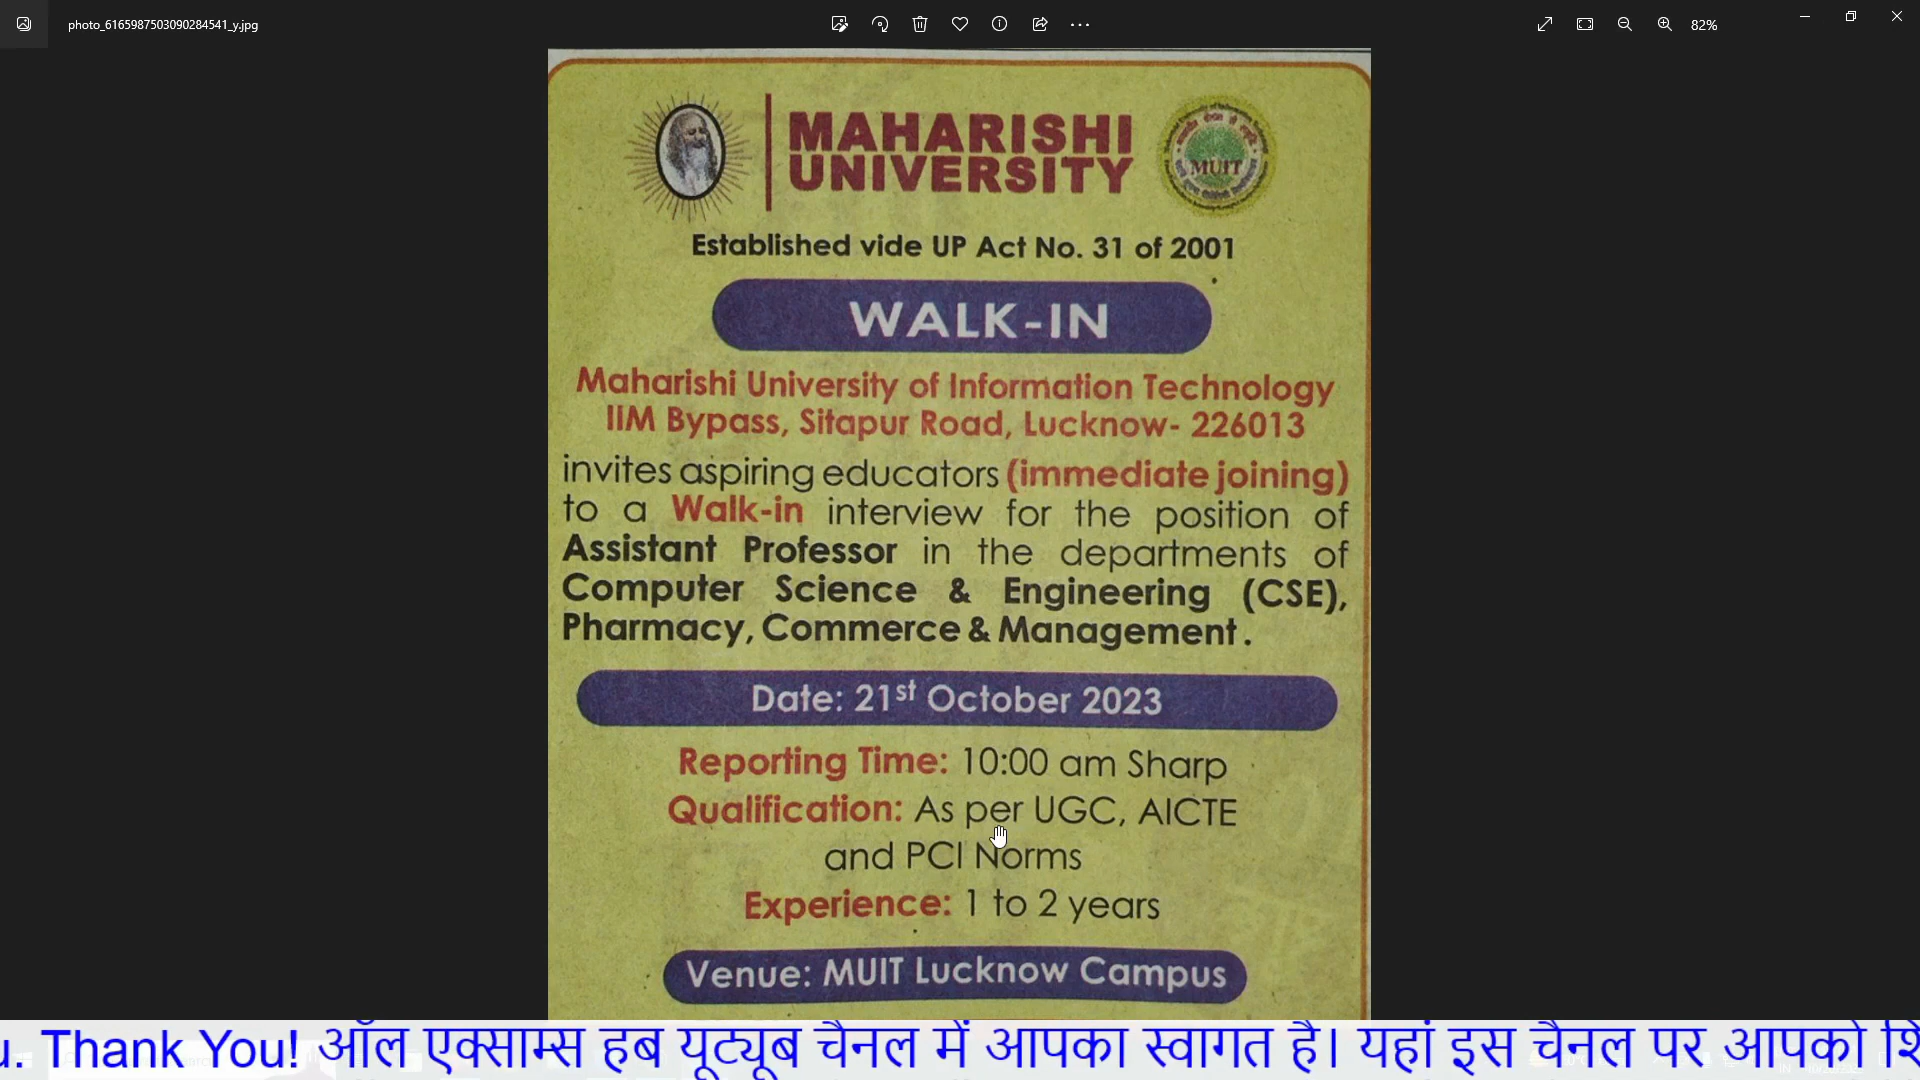 photo_6165987503090284541_y.jpg
82%
MAHARISHI
UNIVERSITY
MUIT
Established vide UP Act No. 31 of 2001
WALK-IN
Maharishi University of Information Technology
IIM Bypass, Sitapur Road, Lucknow- 226013
invites aspiring educators (immediate joining)
to a Walk-in interview for the position of
Assistant Professor in the departments of
Computer Science & Engineering (CSE),
Pharmacy, Commerce & Management.
Date: 21st October 2023
Reporting Time: 10:00 am Sharp
Qualification: As per UGC, AICTE
and PCI Norms
Experience: 1 to 2 years
Venue: MUIT Lucknow Campus
u. Thank You! ऑल एक्साम्स हब यूट्यूब चैनल में आपका स्वागत है। यहां इस चैनल पर आपको